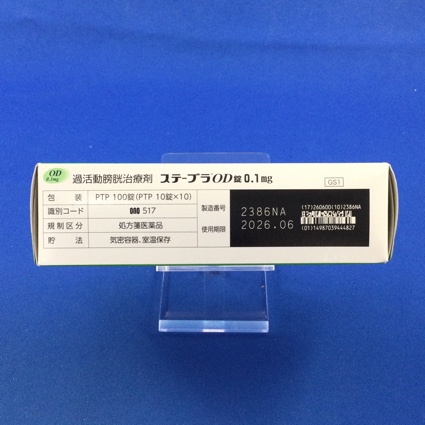 OD
0.1mg
過活動膀胱治療剤 ステーブラOD錠0.1mg
GS1
包装 PTP 100錠(PTP 10錠×10)
識別コード 517
規制区分 処方箋医薬品
貯法 気密容器、室温保存
製造番号 2386NA
使用期限 2026.06
(17)260600(10)2386NA
(01)14987039444827